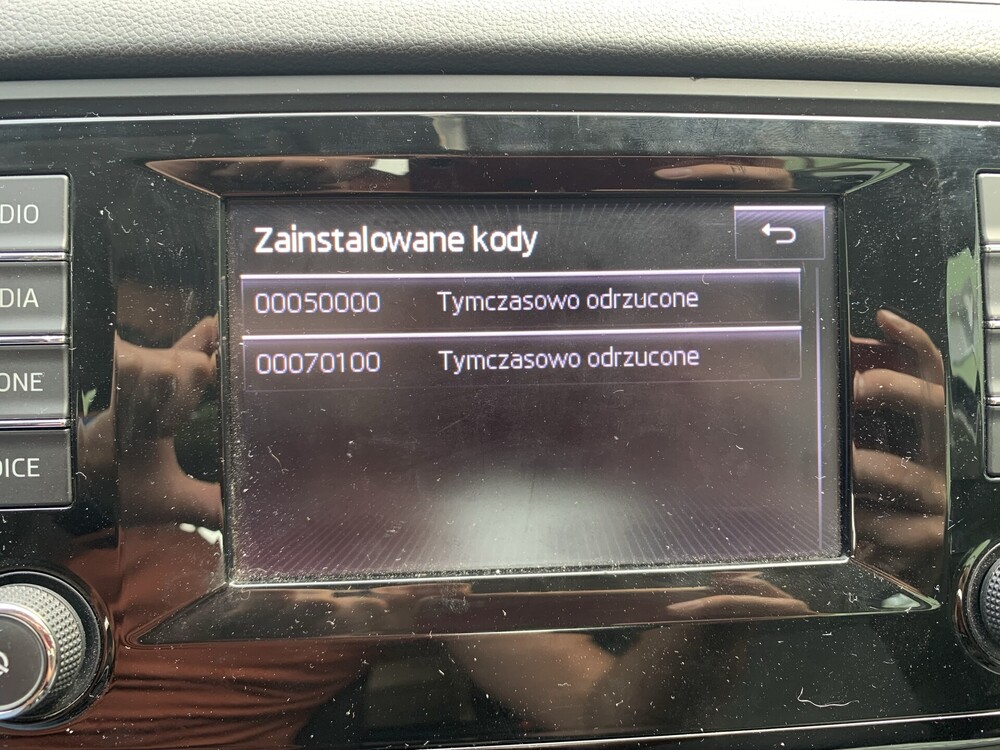 Zainstalowane kody
00050000 Tymczasowo odrzucone
00070100 Tymczasowo odrzucone
DIO
DIA
ONE
OICE